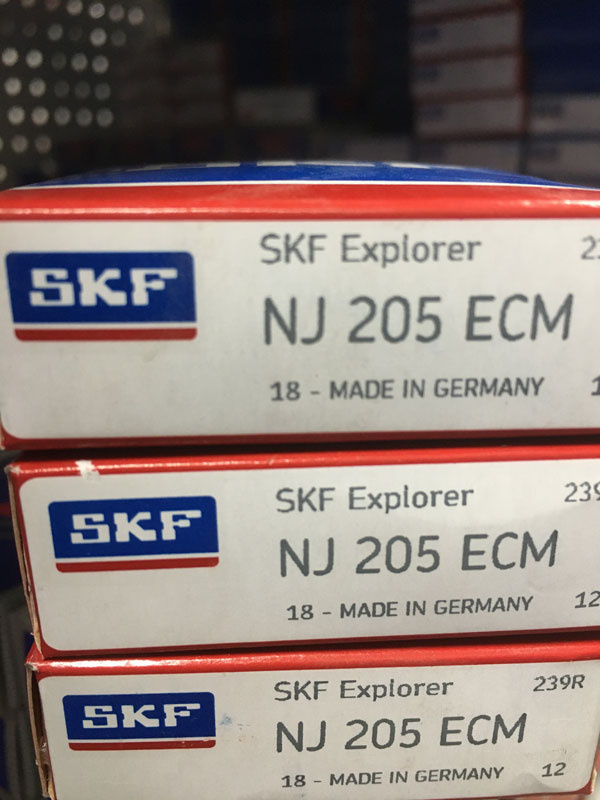 SKF
SKF Explorer
NJ 205 ECM
18 - MADE IN GERMANY
SKF
SKF Explorer
NJ 205 ECM
18 - MADE IN GERMANY 12
SKF
SKF Explorer 239R
NJ 205 ECM
18 - MADE IN GERMANY 12